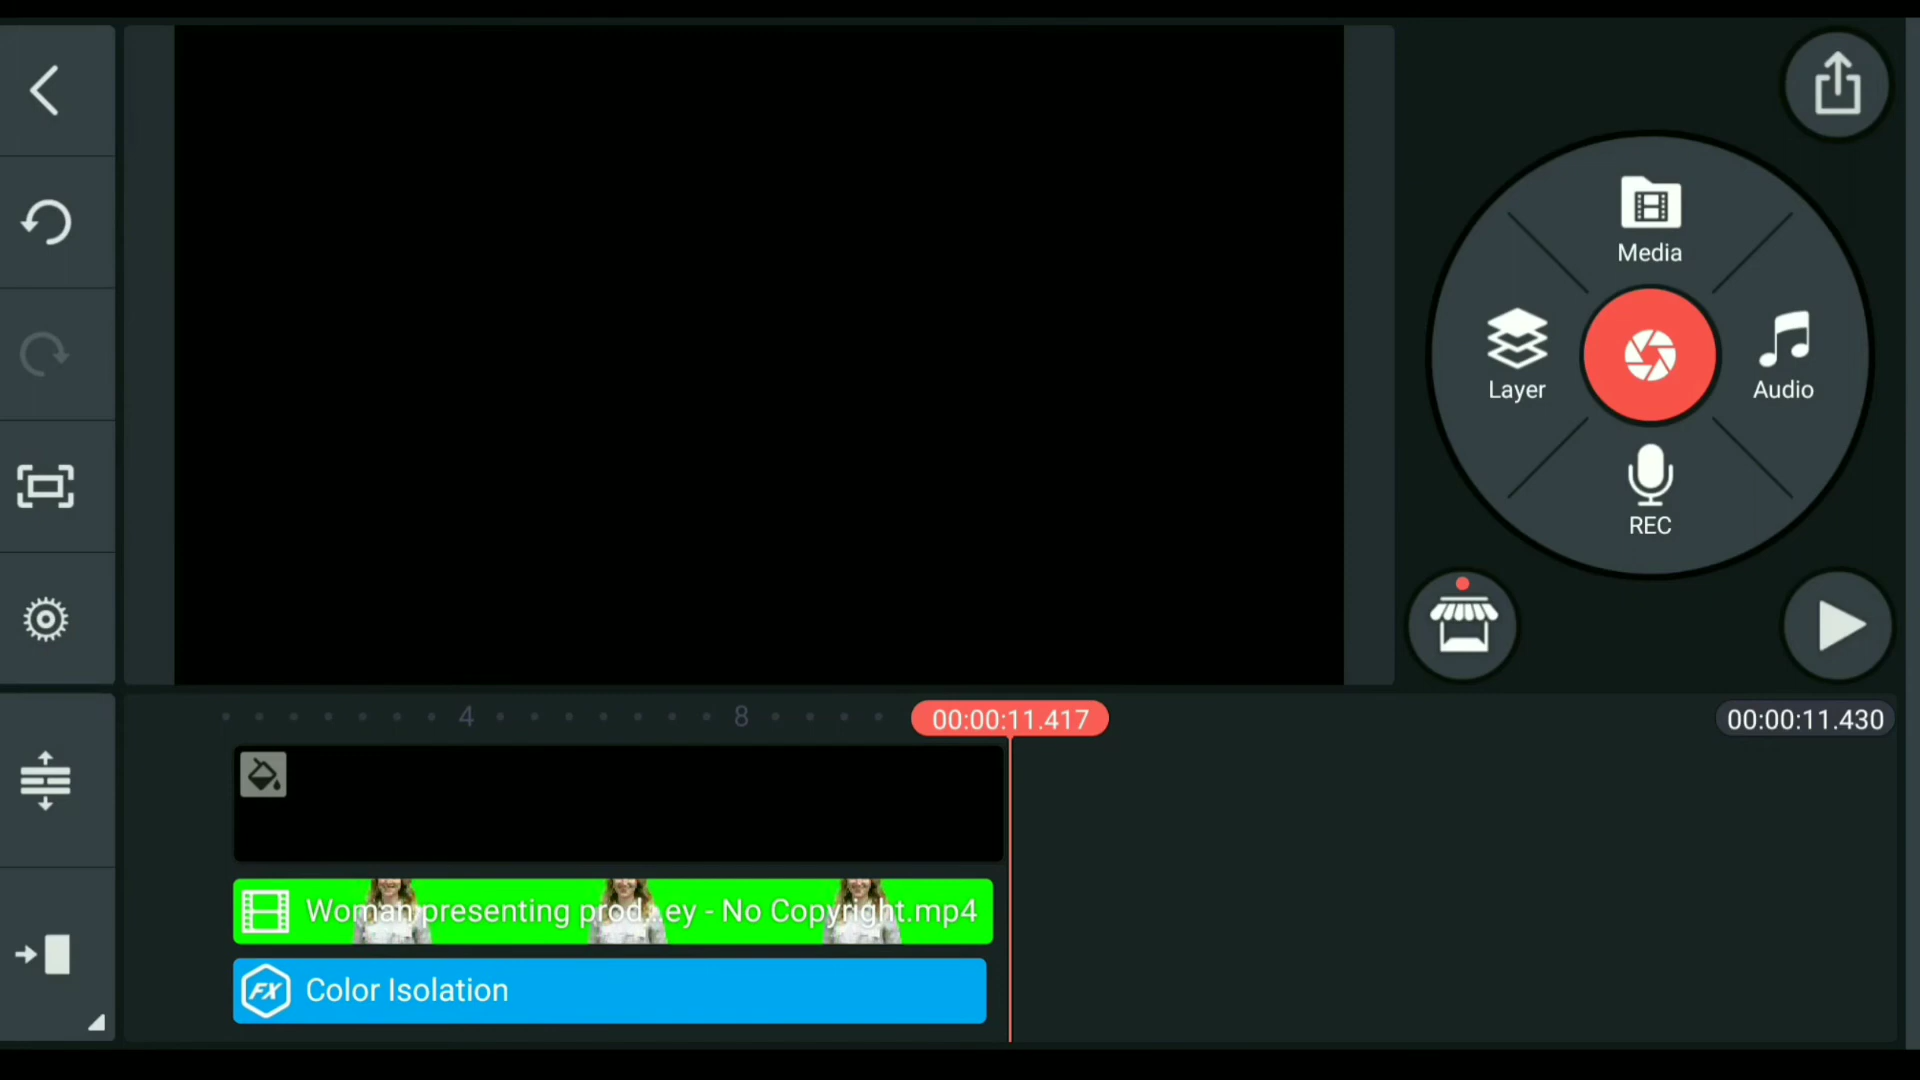 Media
Layer
Audio
REC
4
8
00:00:11.417
00:00:11.430
Woman presenting prod...ey - No Copyright.mp4
FX
Color Isolation